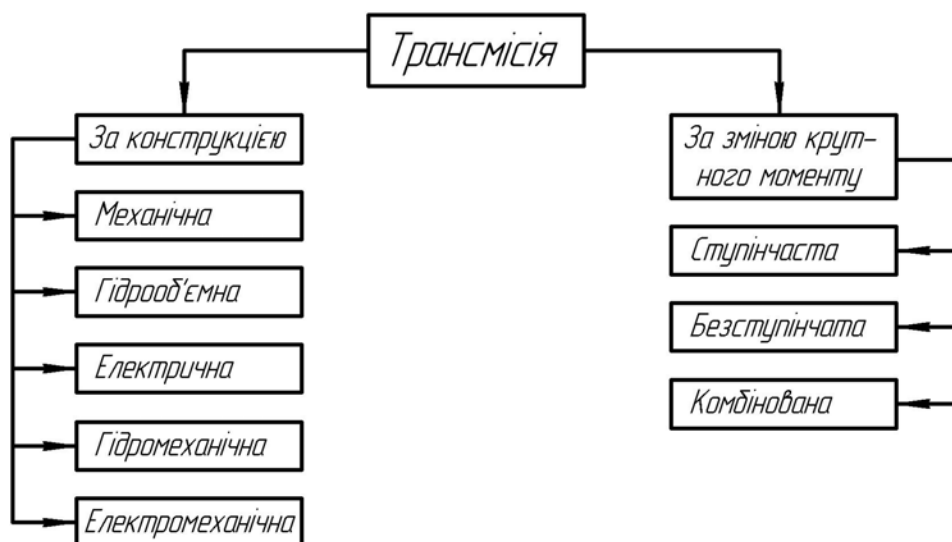 Трансмісія
За конструкцією
Механічна
Гідрооб'ємна
Електрична
Гідромеханічна
Електромеханічна
За зміною крут-
ного моменту
Ступінчаста
Безступінчата
Комбінована